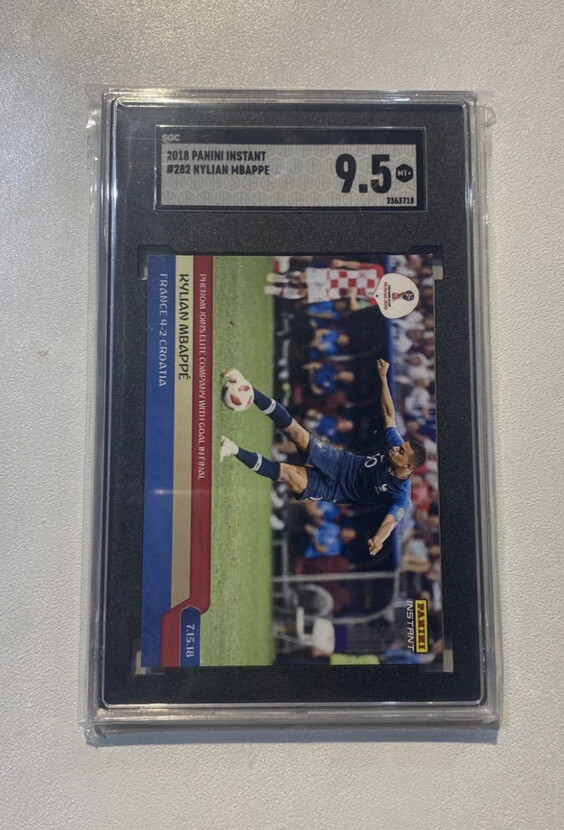 SGC
2018 PANINI INSTANT
#282 KYLIAN MBAPPE
9.5
MT+
2363718
PHENOM JOINS ELITE COMPANY WITH GOAL IN FINAL
KYLIAN MBAPPÉ
FRANCE 4-2 CROATIA
7.15.18
PANINI
INSTANT